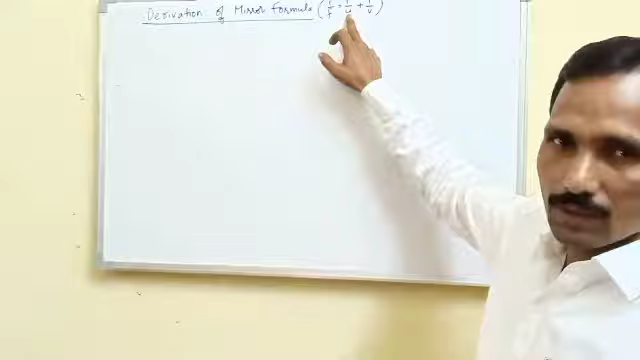 Derivation of Mirror Formula (1/f = 1/u + 1/v)